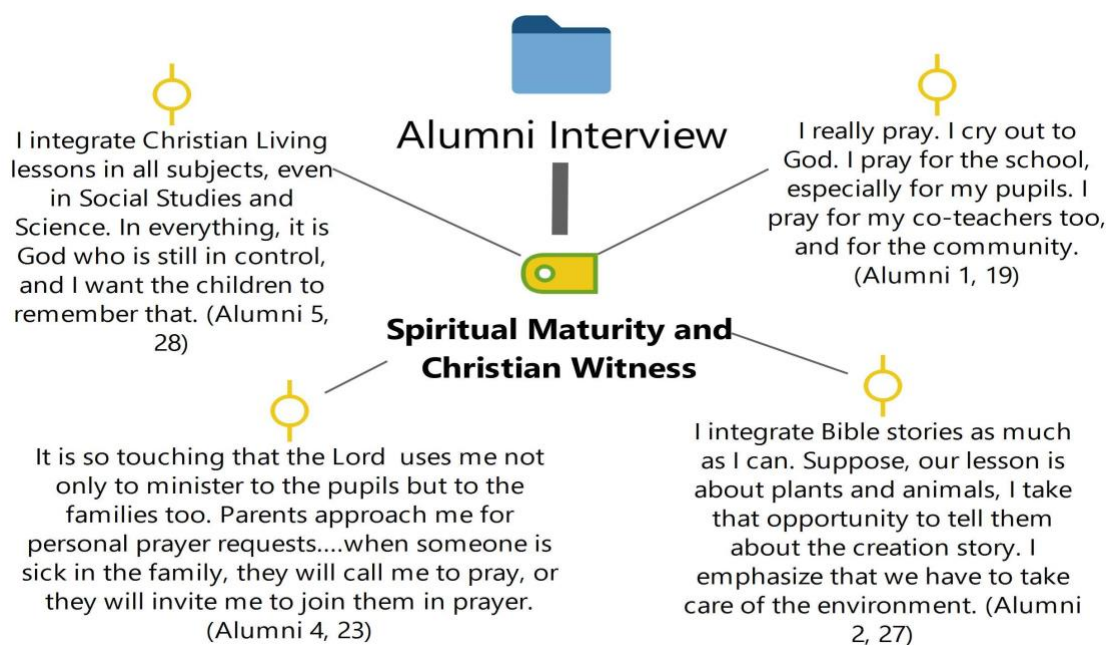 Alumni Interview
I integrate Christian Living
lessons in all subjects, even
in Social Studies and
Science. In everything, it is
God who is still in control,
and I want the children to
remember that. (Alumni 5,
28)
I really pray. I cry out to
God. I pray for the school,
especially for my pupils. I
pray for my co-teachers too,
and for the community.
(Alumni 1, 19)
Spiritual Maturity and
Christian Witness
It is so touching that the Lord uses me not
only to minister to the pupils but to the
families too. Parents approach me for
personal prayer requests....when someone is
sick in the family, they will call me to pray, or
they will invite me to join them in prayer.
(Alumni 4, 23)
I integrate Bible stories as much
as I can. Suppose, our lesson is
about plants and animals, I take
that opportunity to tell them
about the creation story. I
emphasize that we have to take
care of the environment. (Alumni
2, 27)